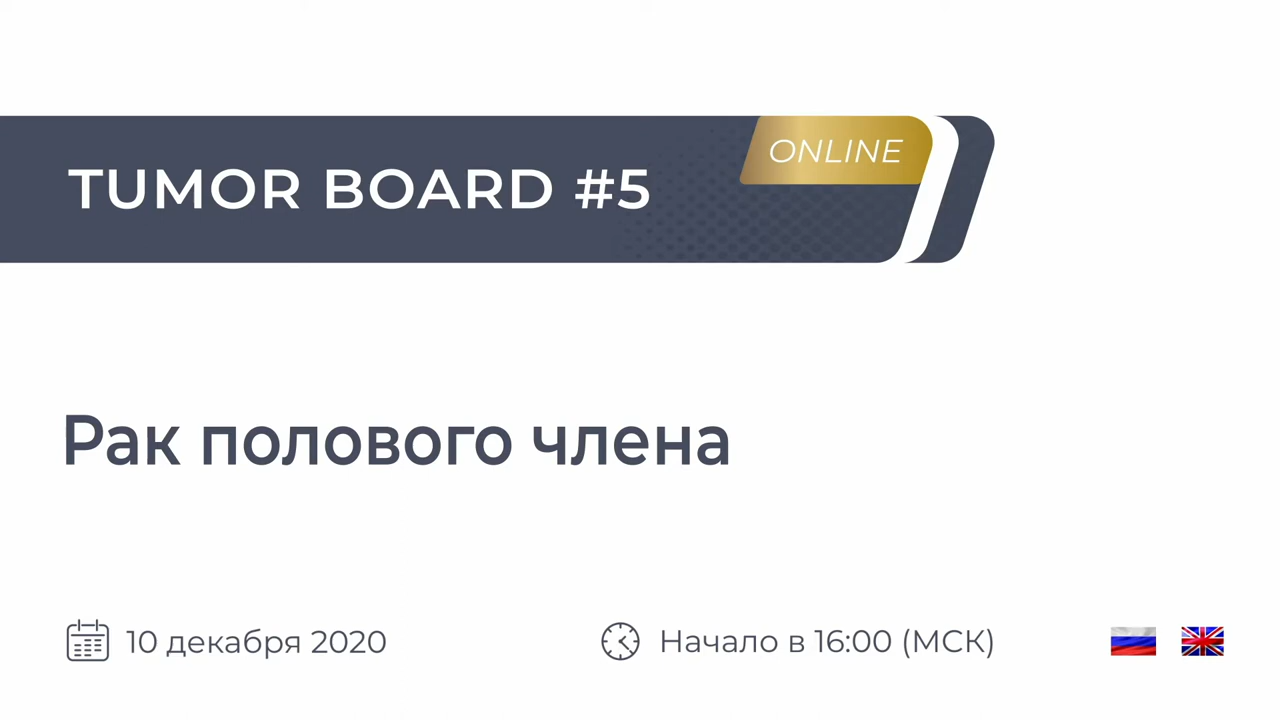 ONLINE
TUMOR BOARD #5
Рак полового члена
10 декабря 2020
Начало в 16:00 (МСК)